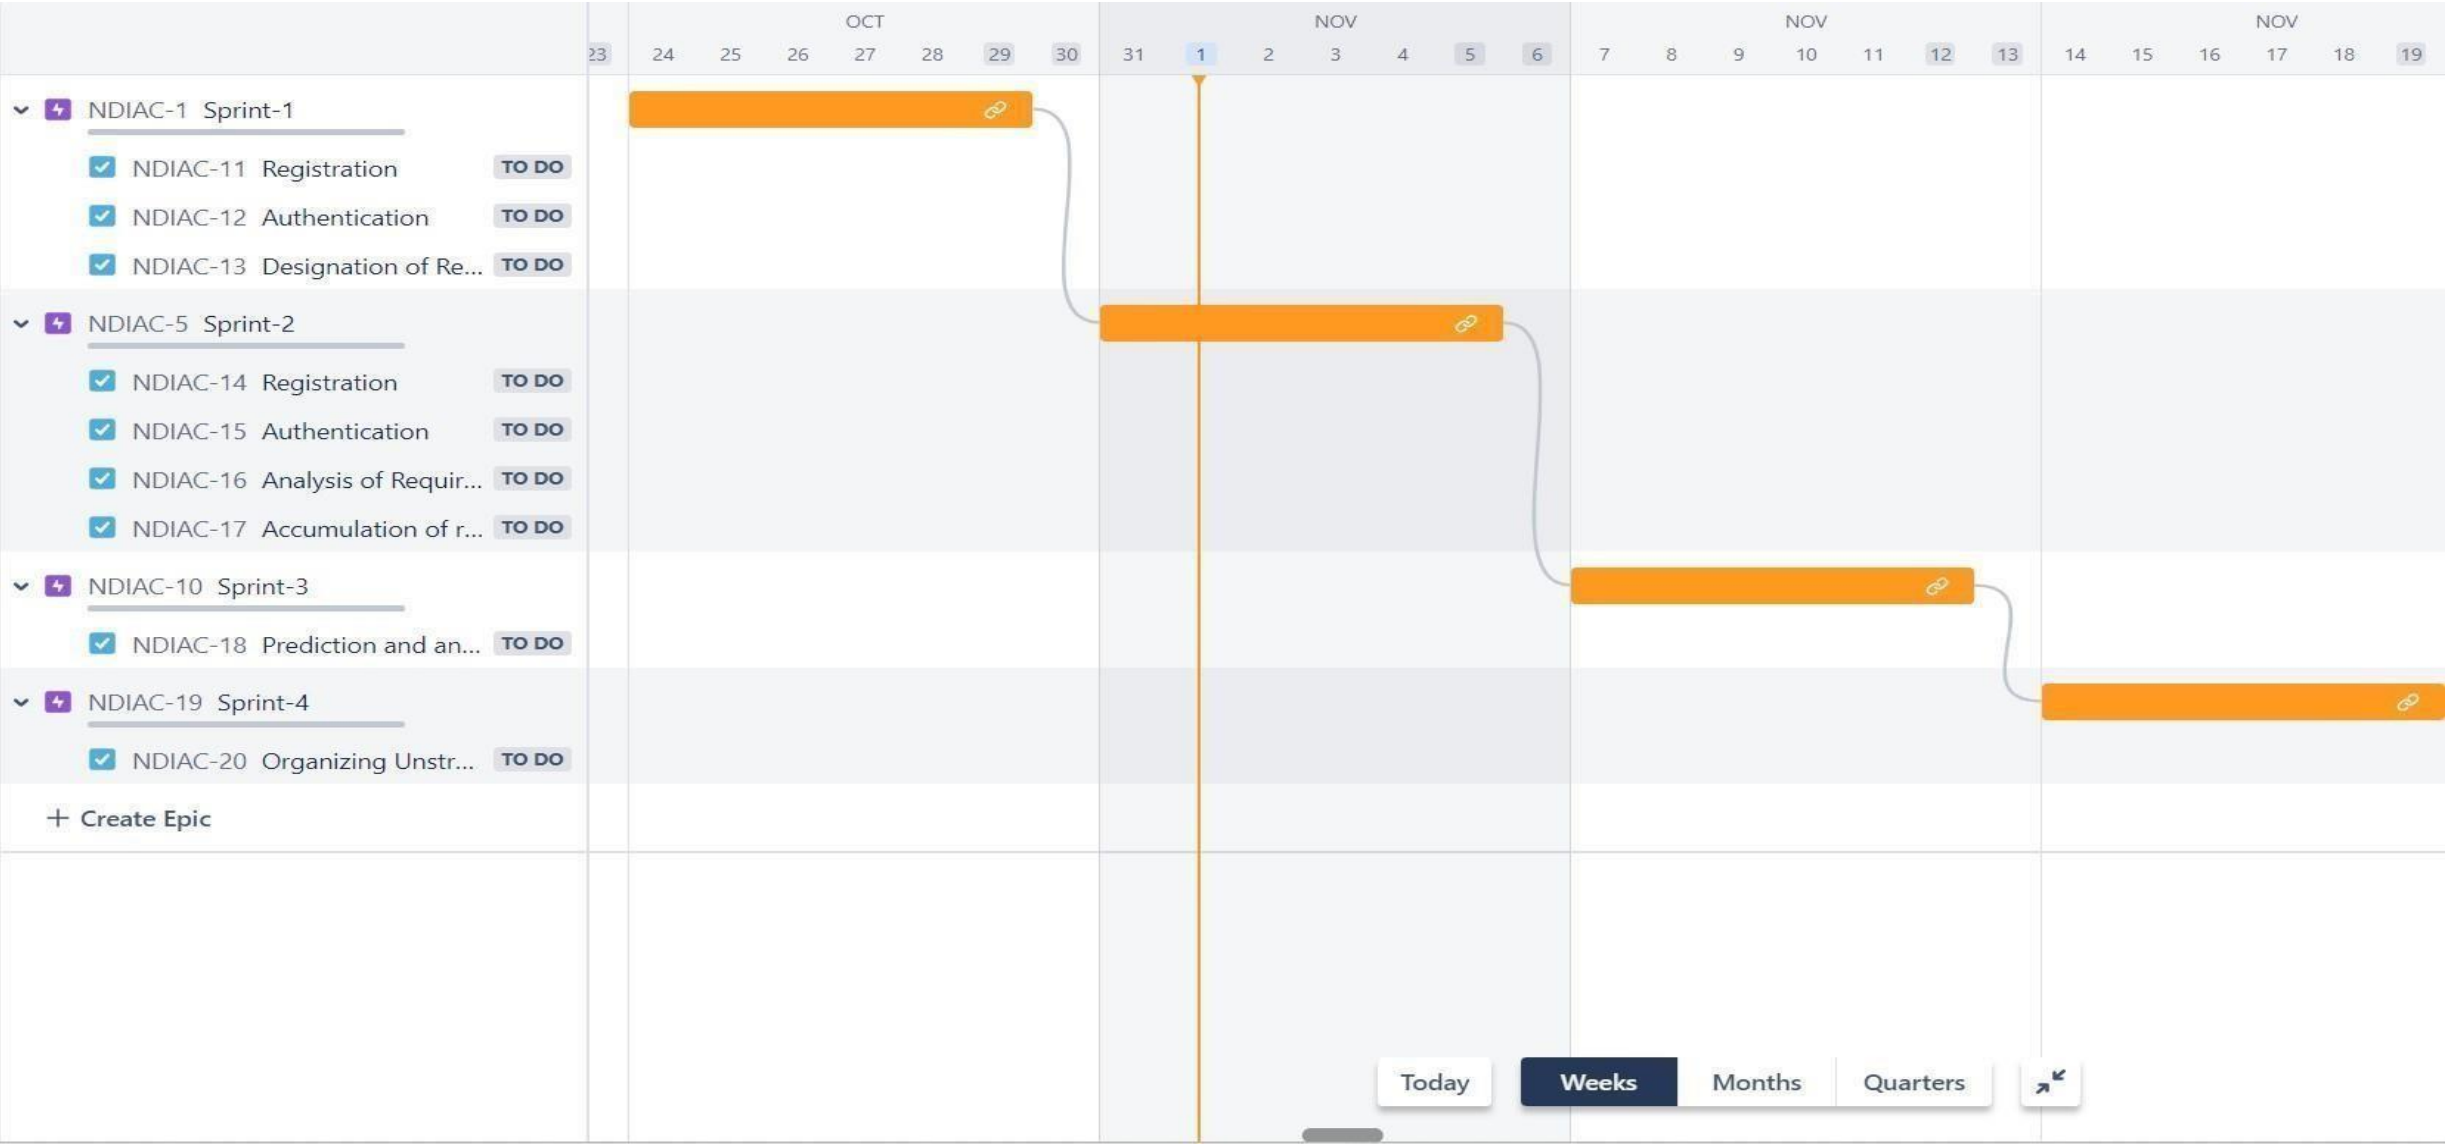 OCT NOV NOV NOV
23 24 25 26 27 28 29 30 31 1 2 3 4 5 6 7 8 9 10 11 12 13 14 15 16 17 18 19
NDIAC-1 Sprint-1
NDIAC-11 Registration TO DO
NDIAC-12 Authentication TO DO
NDIAC-13 Designation of Re... TO DO
NDIAC-5 Sprint-2
NDIAC-14 Registration TO DO
NDIAC-15 Authentication TO DO
NDIAC-16 Analysis of Requir... TO DO
NDIAC-17 Accumulation of r... TO DO
NDIAC-10 Sprint-3
NDIAC-18 Prediction and an... TO DO
NDIAC-19 Sprint-4
NDIAC-20 Organizing Unstr... TO DO
+ Create Epic
Today Weeks Months Quarters